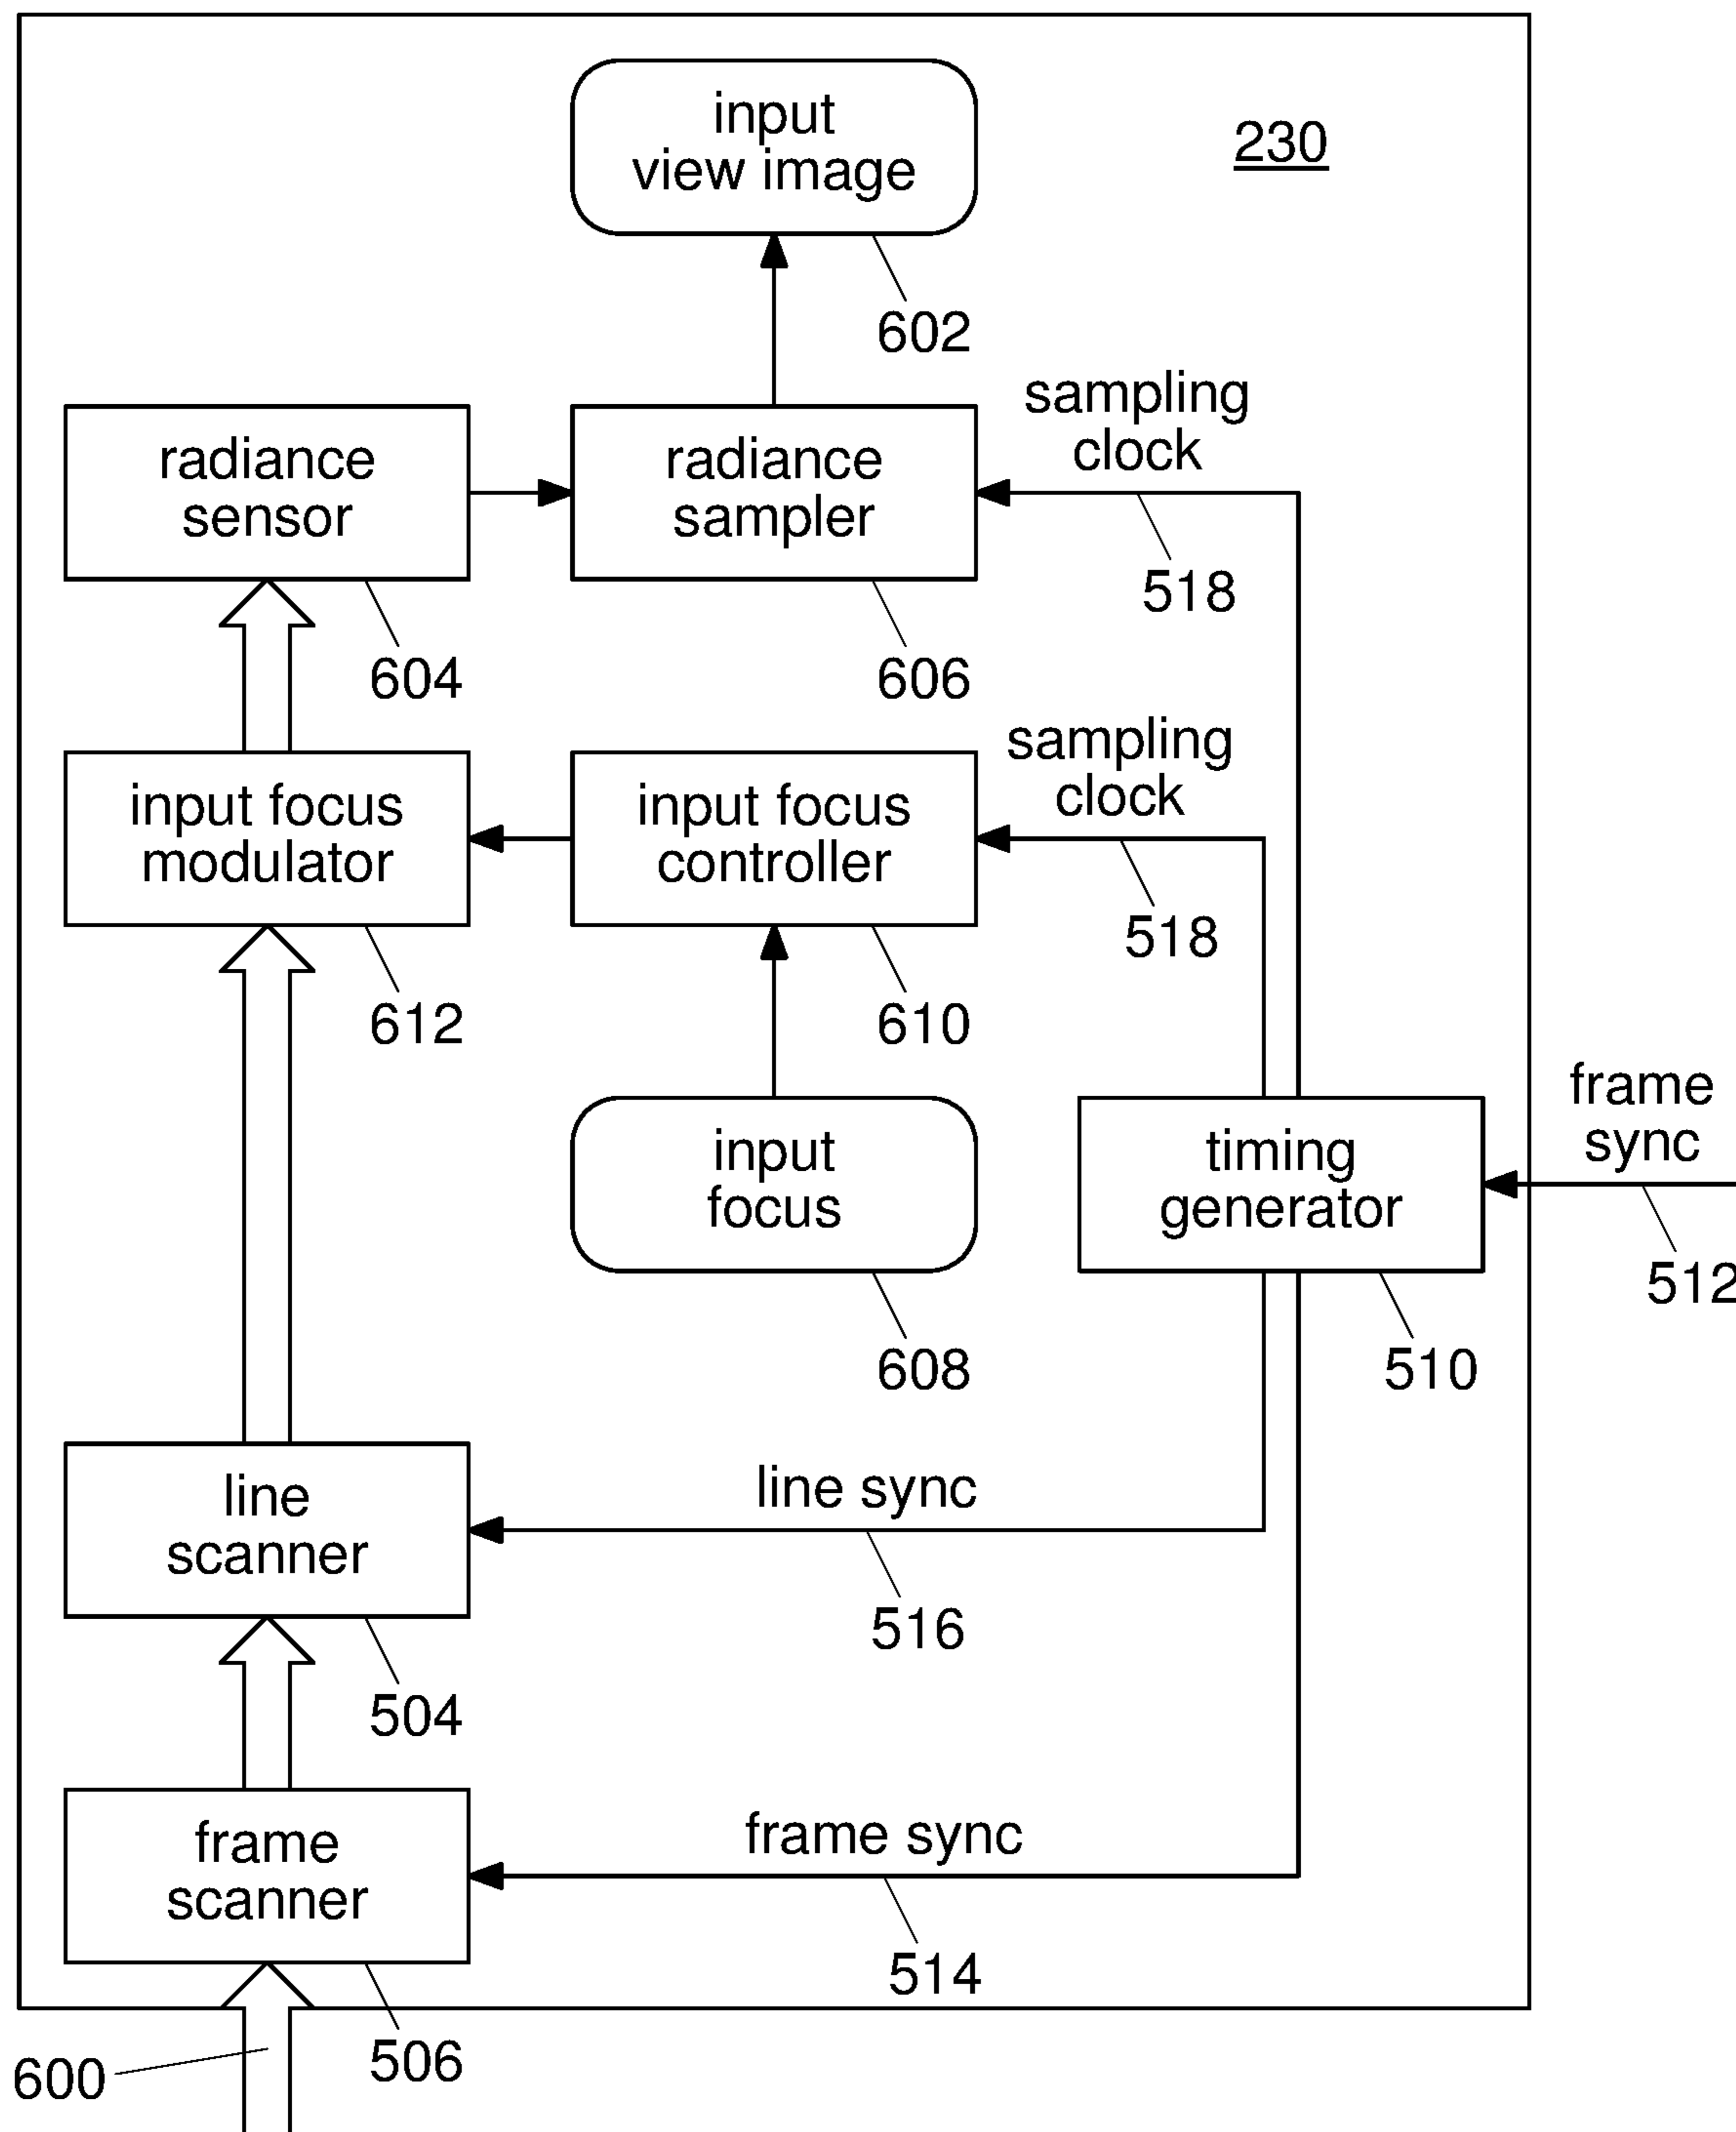 input
view image
230
602
radiance
sensor
radiance
sampler
sampling
clock
518
604
606
input focus
modulator
input focus
controller
sampling
clock
518
612
610
input
focus
timing
generator
frame
sync
512
608
510
line
scanner
line sync
516
504
frame
scanner
frame sync
514
506
600